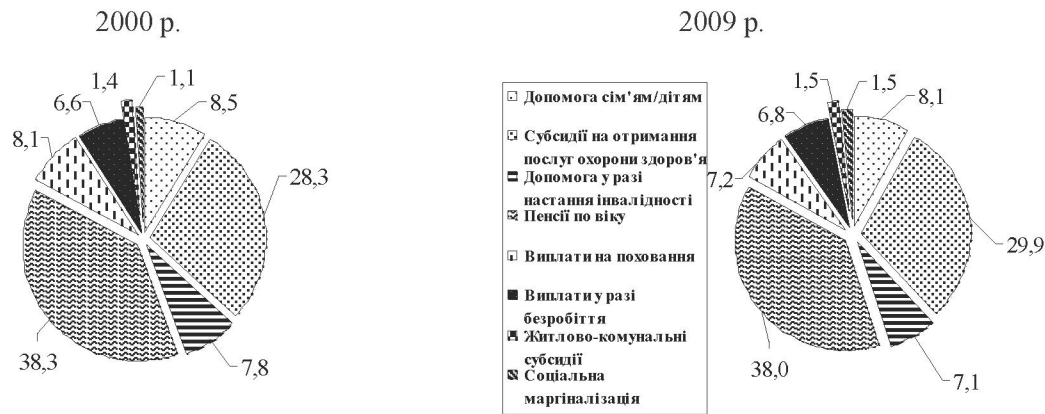 2000 р.
1,4
1,1
6,6
8,5
8,1
28,3
38,3
7,8
2009 р.
Допомога сім'ям/дітям
Субсидії на отримання
послуг охорони здоров'я
Допомога у разі
настання інвалідності
Пенсії по віку
Виплати на поховання
Виплати у разі
безробіття
Житлово-комунальні
субсидії
Соціальна
маргіналізація
1,5
1,5
6,8
8,1
7,2
29,9
38,0
7,1